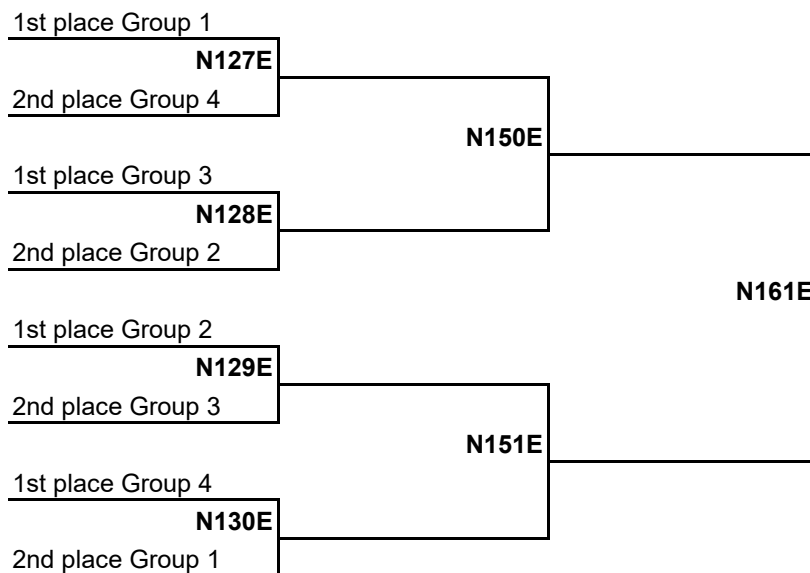 1st place Group 1
N127E
2nd place Group 4
N150E
1st place Group 3
N128E
2nd place Group 2
N161E
1st place Group 2
N129E
2nd place Group 3
N151E
1st place Group 4
N130E
2nd place Group 1